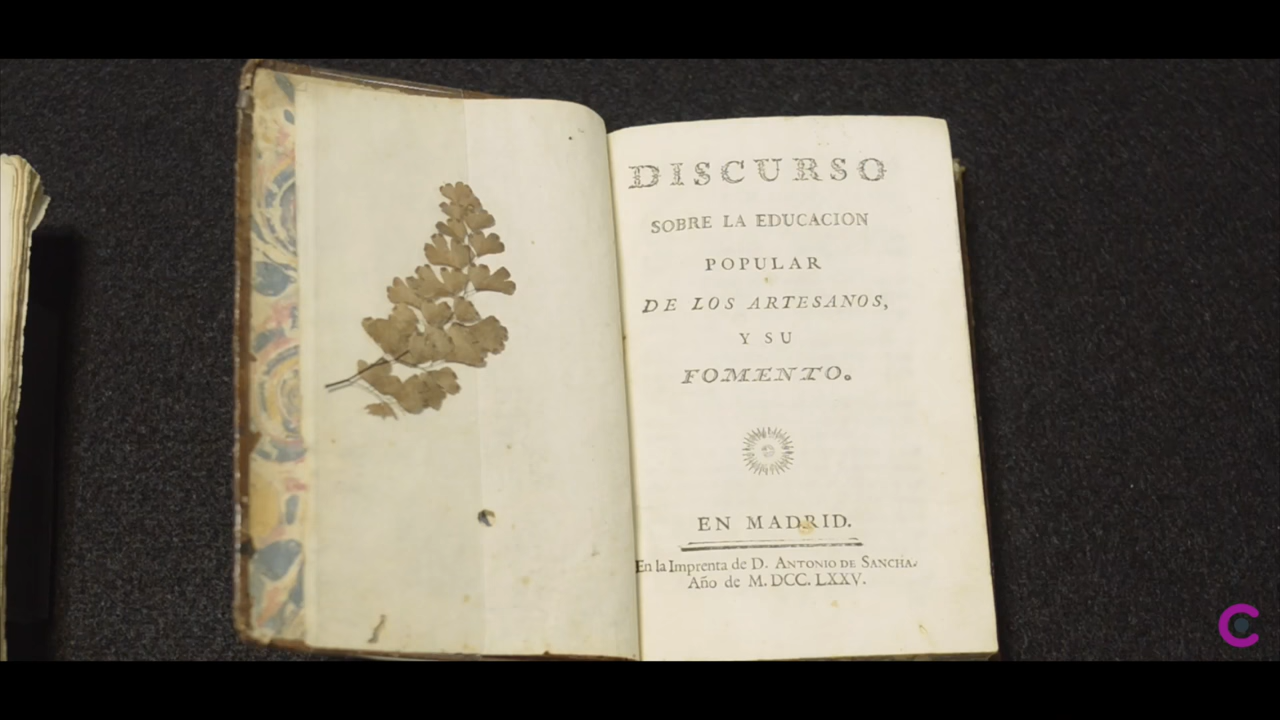 DISCURSO
SOBRE LA EDUCACION
POPULAR
DE LOS ARTESANOS,
Y SU
FOMENTO.
EN MADRID.
En la Imprenta de D. ANTONIO DE SANCHA.
Año de M. DCC. LXXV.